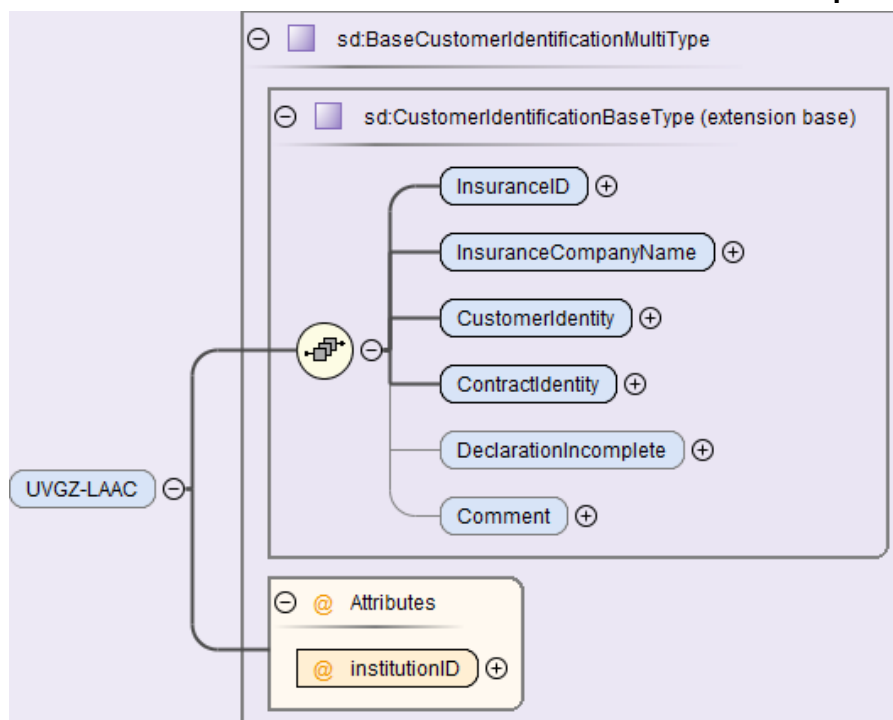 sd:BaseCustomerIdentificationMultiType
sd:CustomerIdentificationBaseType (extension base)
InsuranceID
InsuranceCompanyName
CustomerIdentity
ContractIdentity
DeclarationIncomplete
UVGZ-LAAC
Comment
@ Attributes
@ institutionID